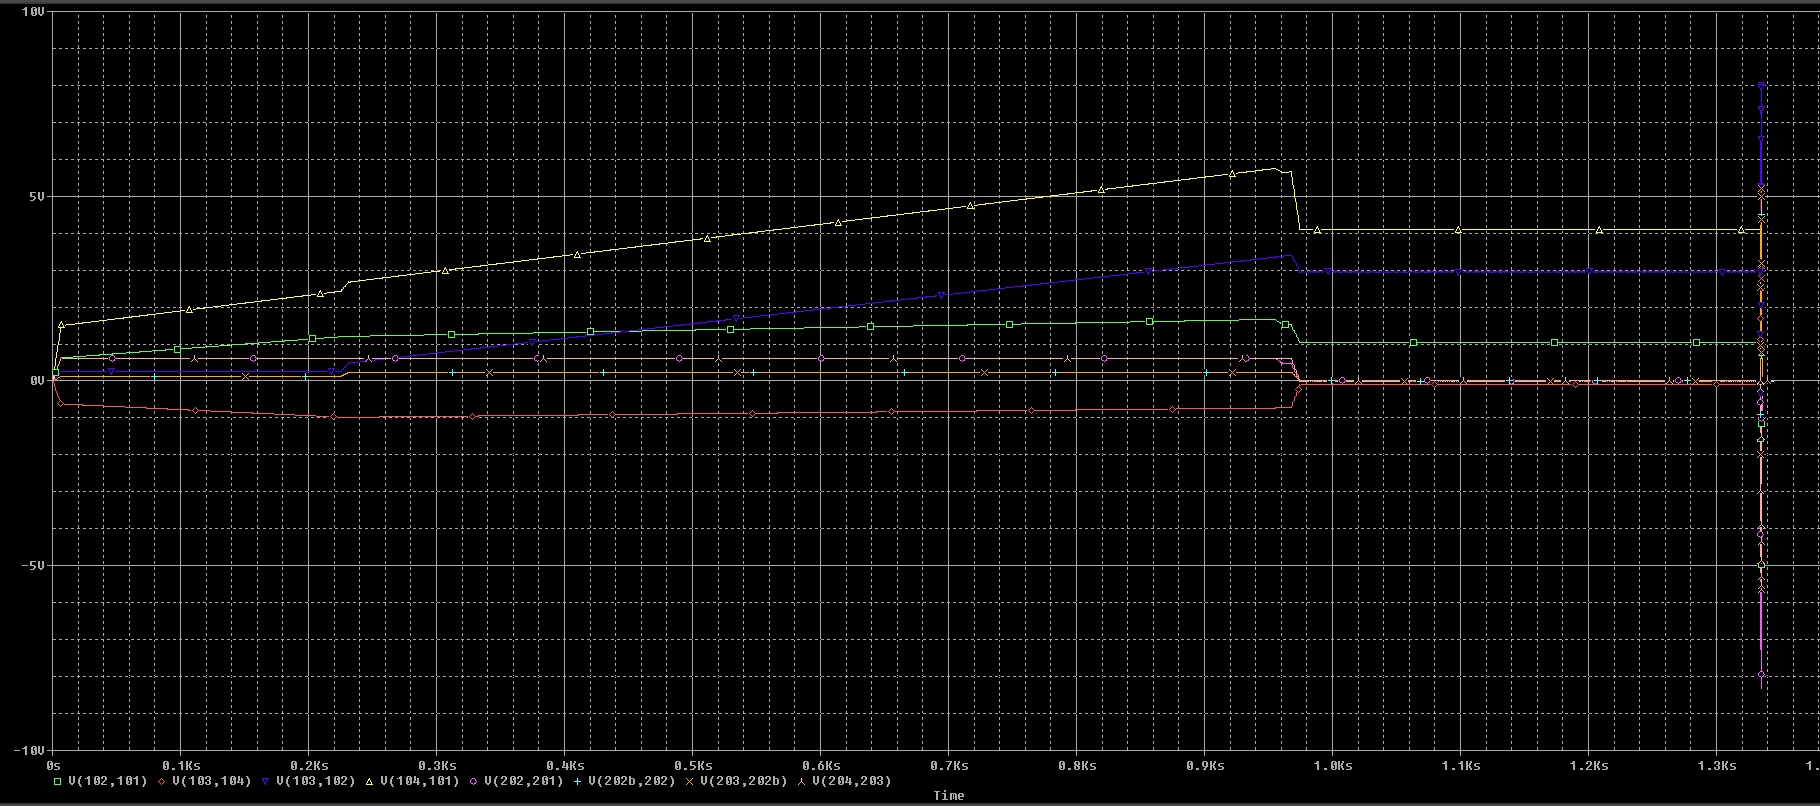 10V
5V
0V
-5V
-10V
0s 0.1Ks 0.2Ks 0.3Ks 0.4Ks 0.5Ks 0.6Ks 0.7Ks 0.8Ks 0.9Ks 1.0Ks 1.1Ks 1.2Ks 1.3Ks 1.
V(102,101) V(103,104) V(103,102) V(104,101) V(202,201) V(202b,202) V(203,202b) V(204,203)
Time